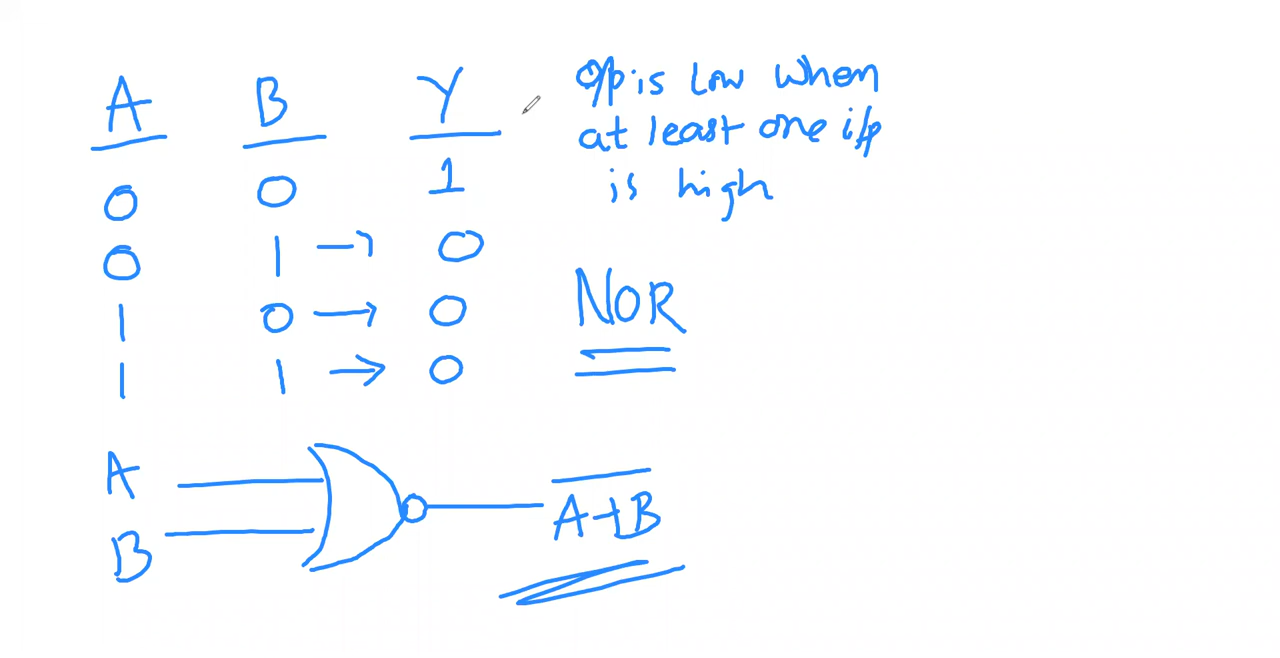 A B Y
0 0 1
0 1 → 0
1 0 → 0
1 1 → 0
o/p is low when
at least one i/p
is high
NOR
A
B
A̅+̅B̅